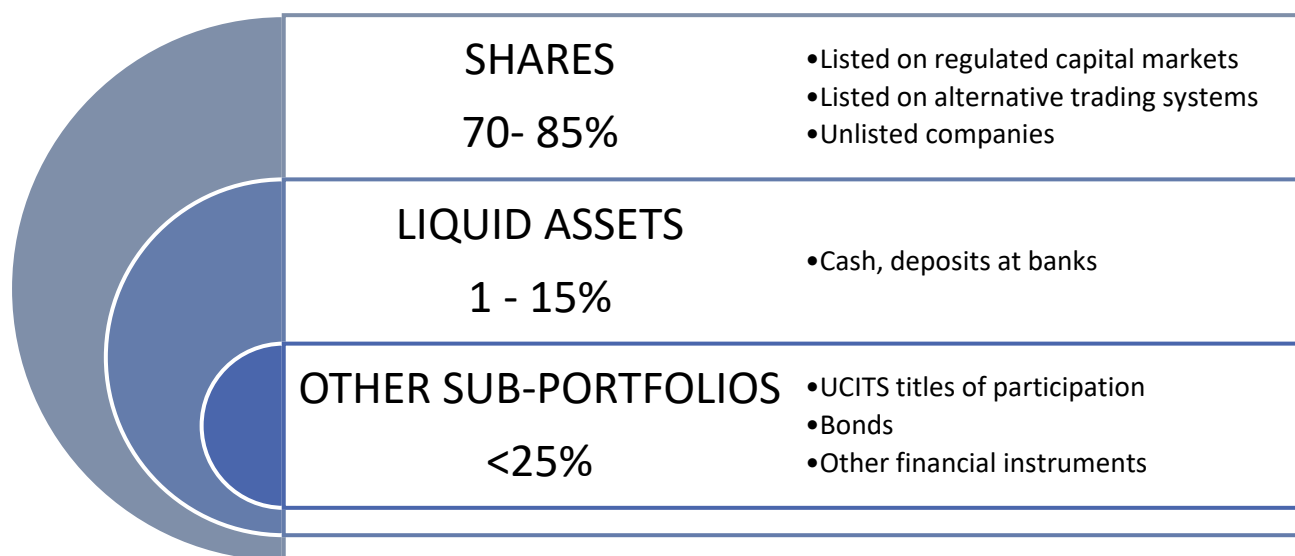 SHARES
70- 85%
•Listed on regulated capital markets
•Listed on alternative trading systems
•Unlisted companies
LIQUID ASSETS
1 - 15%
•Cash, deposits at banks
OTHER SUB-PORTFOLIOS
<25%
•UCITS titles of participation
•Bonds
•Other financial instruments